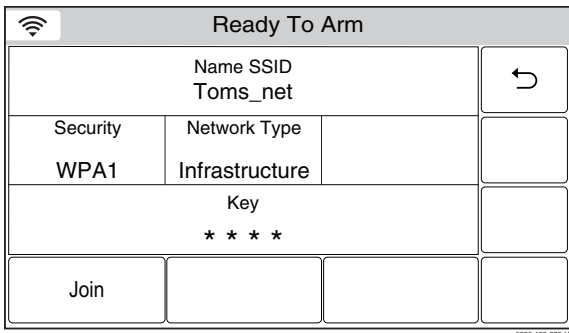 Ready To Arm
Name SSID
Toms_net
Security
Network Type
WPA1
Infrastructure
Key
* * * *
Join